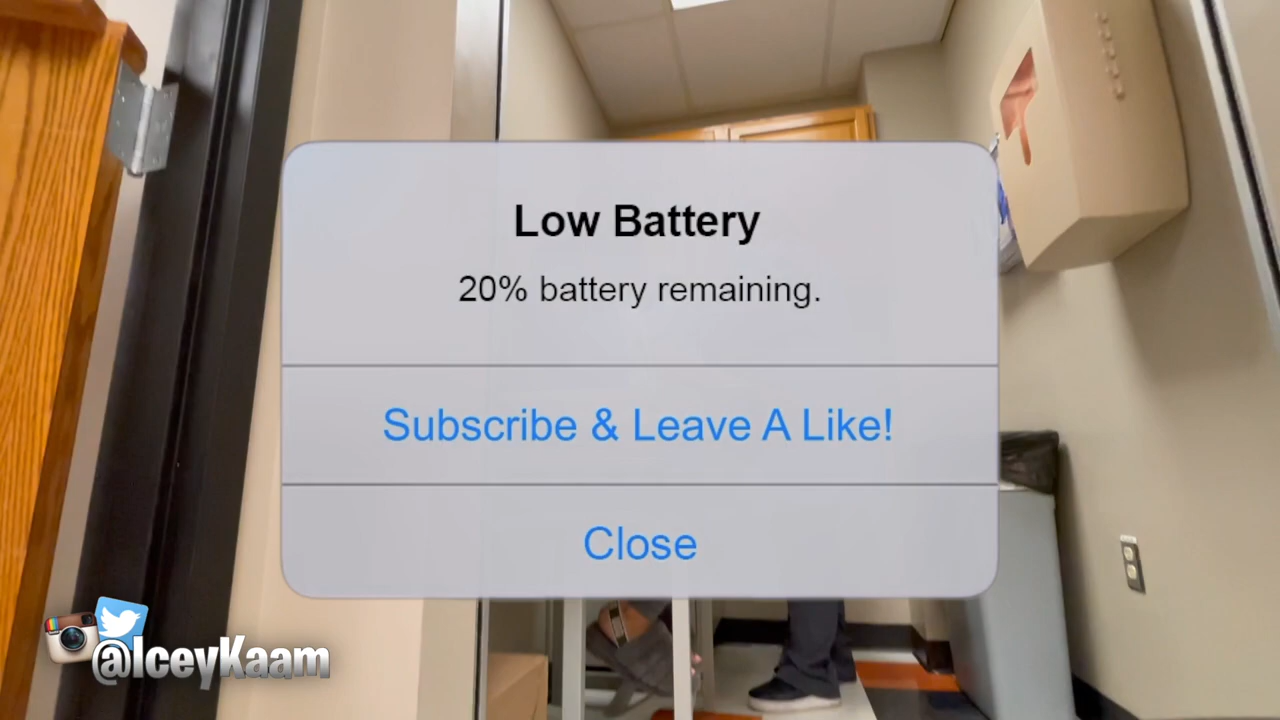 Low Battery
20% battery remaining.
Subscribe & Leave A Like!
Close
@IceyKaam